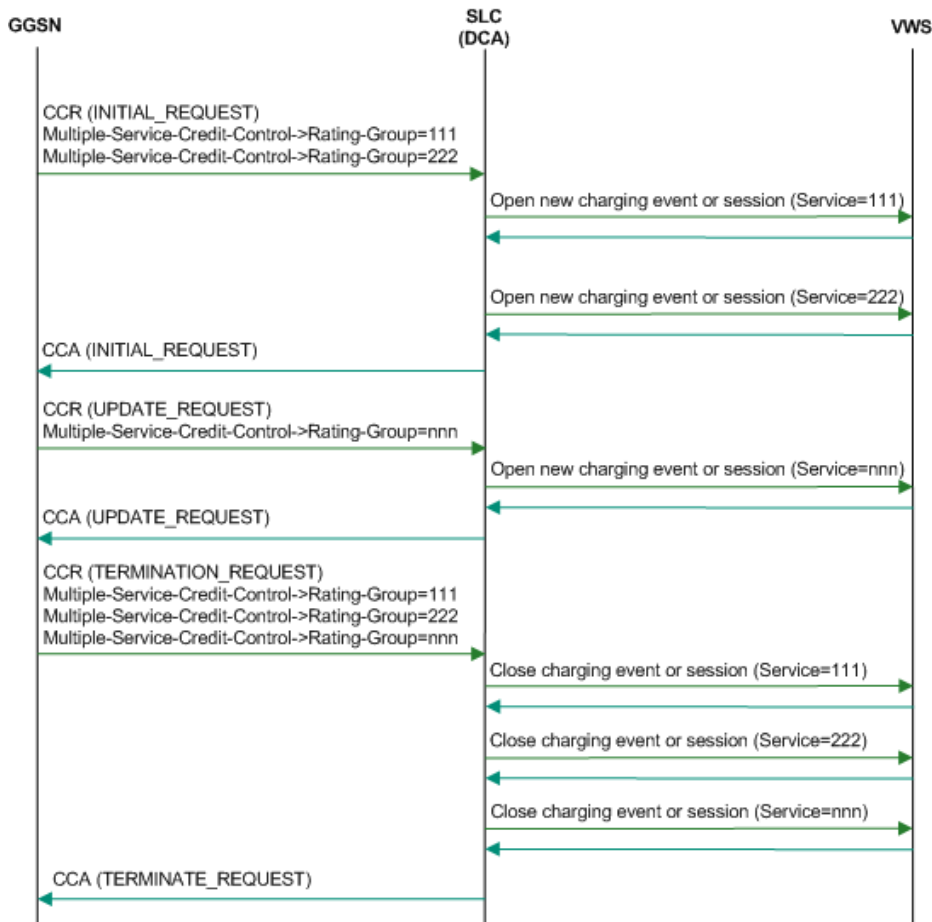 GGSN
SLC
(DCA)
VWS
CCR (INITIAL_REQUEST)
Multiple-Service-Credit-Control->Rating-Group=111
Multiple-Service-Credit-Control->Rating-Group=222
Open new charging event or session (Service=111)
Open new charging event or session (Service=222)
CCA (INITIAL_REQUEST)
CCR (UPDATE_REQUEST)
Multiple-Service-Credit-Control->Rating-Group=nnn
Open new charging event or session (Service=nnn)
CCA (UPDATE_REQUEST)
CCR (TERMINATION_REQUEST)
Multiple-Service-Credit-Control->Rating-Group=111
Multiple-Service-Credit-Control->Rating-Group=222
Multiple-Service-Credit-Control->Rating-Group=nnn
Close charging event or session (Service=111)
Close charging event or session (Service=222)
Close charging event or session (Service=nnn)
CCA (TERMINATE_REQUEST)